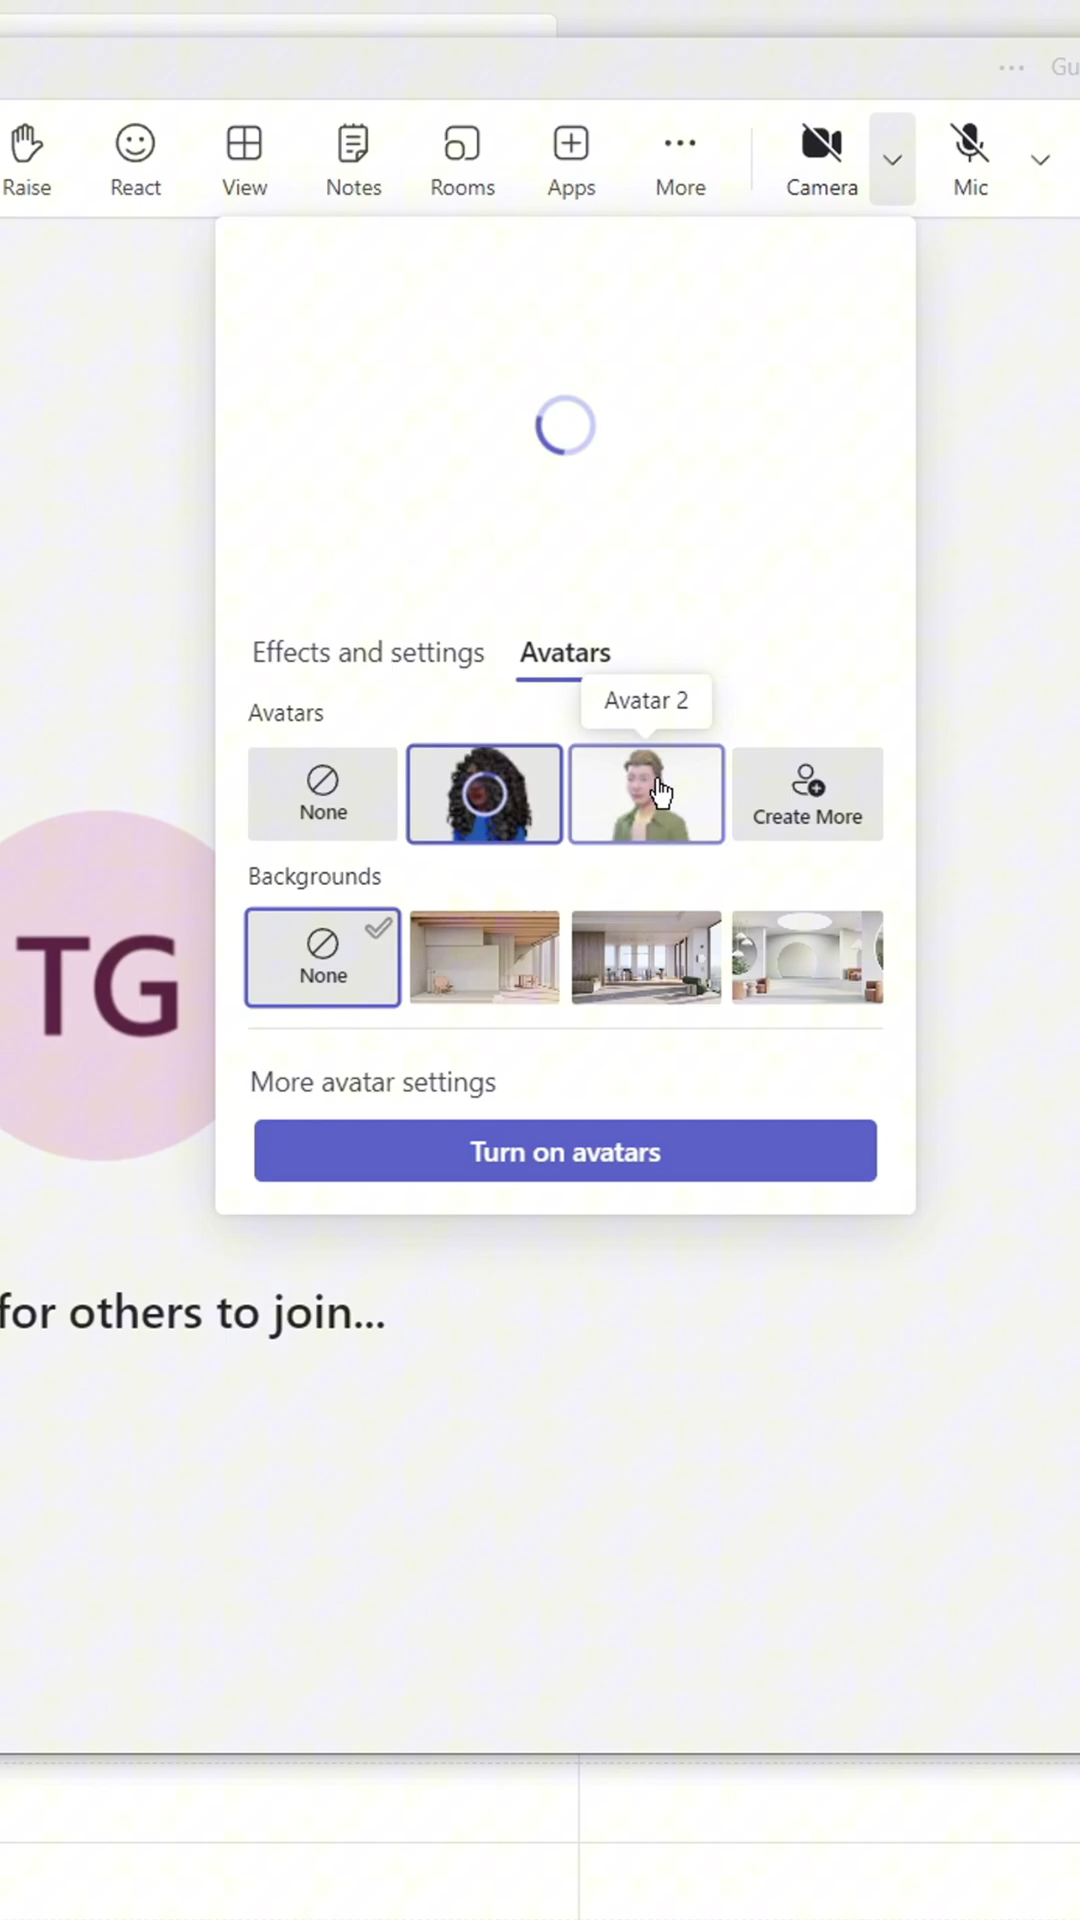 Gu
Raise
React
View
Notes
Rooms
Apps
More
Camera
Mic
Effects and settings
Avatars
Avatar 2
Avatars
None
Create More
Backgrounds
None
TG
More avatar settings
Turn on avatars
for others to join...